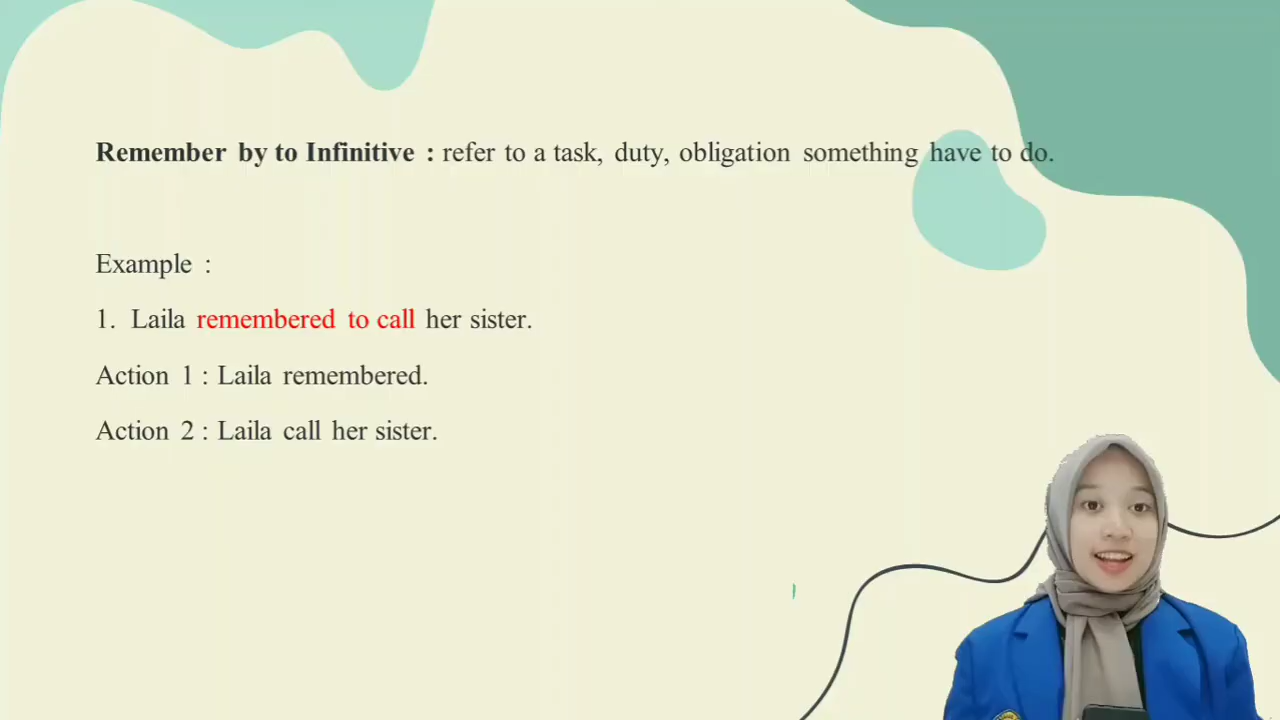 Remember by to Infinitive : refer to a task, duty, obligation something have to do.
Example :
1. Laila remembered to call her sister.
Action 1 : Laila remembered.
Action 2 : Laila call her sister.